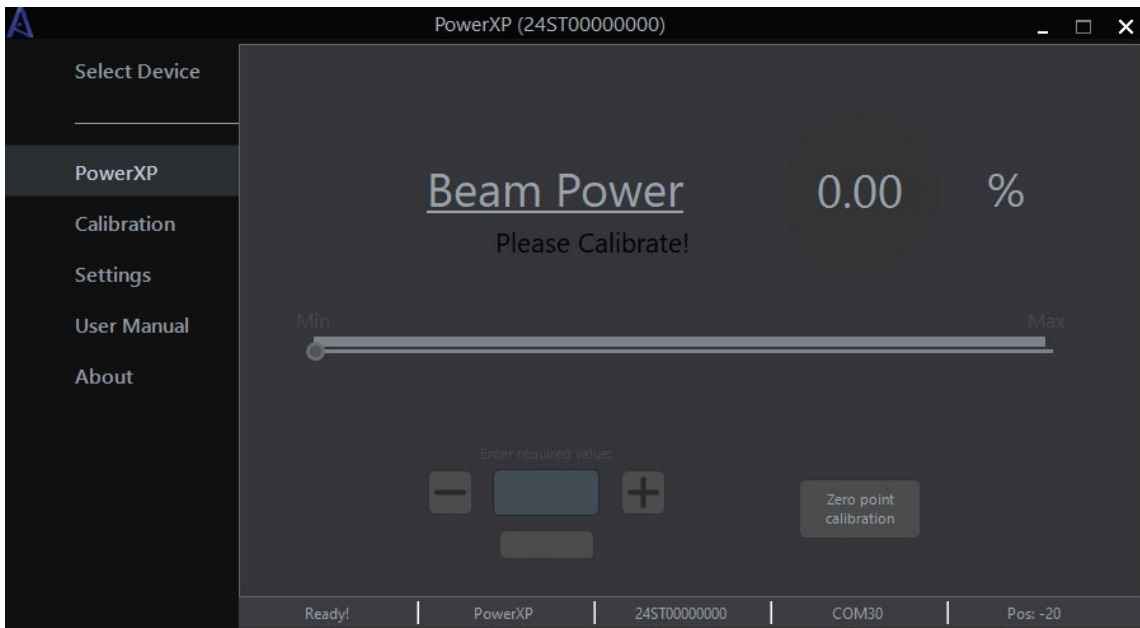 PowerXP (24ST00000000)
Select Device
PowerXP
Calibration
Settings
User Manual
About
Beam Power
0.00
%
Please Calibrate!
Min
Max
Enter required value:
Zero point
calibration
Ready!
PowerXP
24ST00000000
COM30
Pos: -20